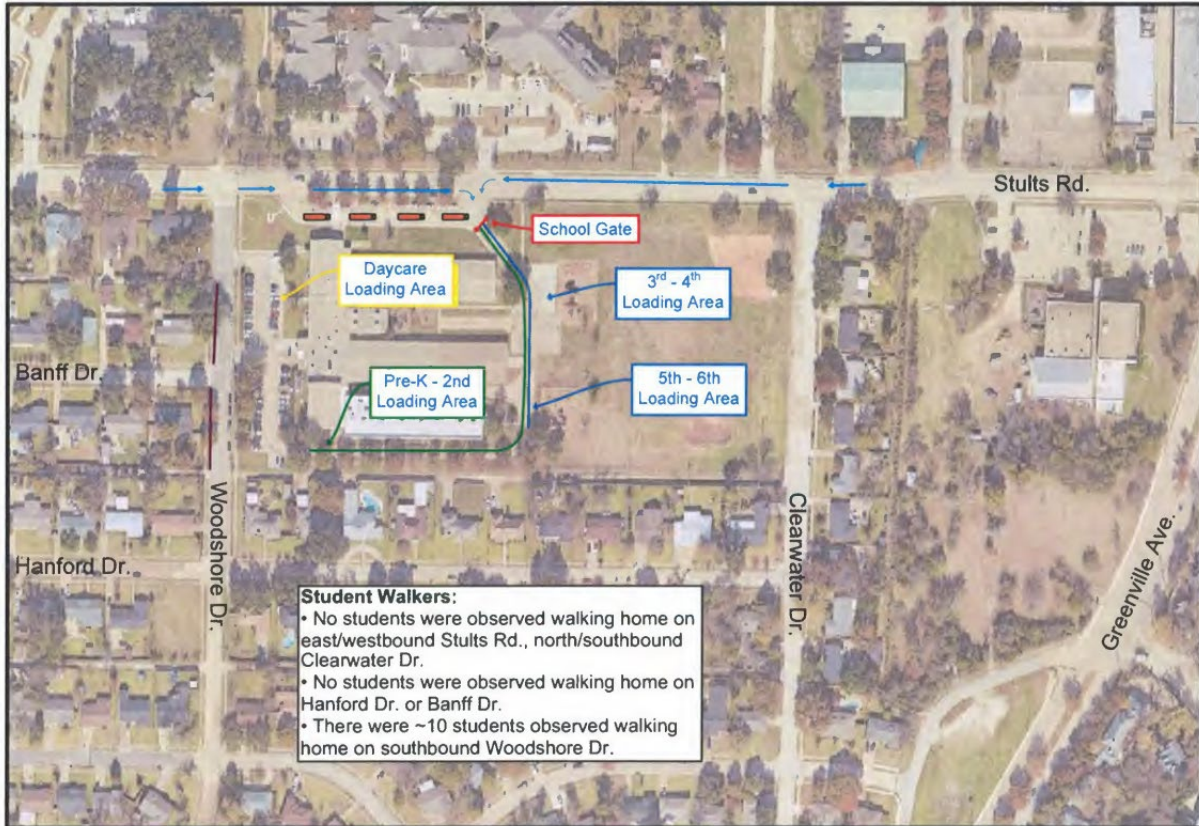 Stults Rd.
School Gate
Daycare
Loading Area
3rd - 4th
Loading Area
Banff Dr.
Pre-K - 2nd
Loading Area
5th - 6th
Loading Area
Woodshore Dr.
Clearwater Dr.
Hanford Dr.
Greenville Ave.
Student Walkers:
• No students were observed walking home on
east/westbound Stults Rd., north/southbound
Clearwater Dr.
• No students were observed walking home on
Hanford Dr. or Banff Dr.
• There were ~10 students observed walking
home on southbound Woodshore Dr.